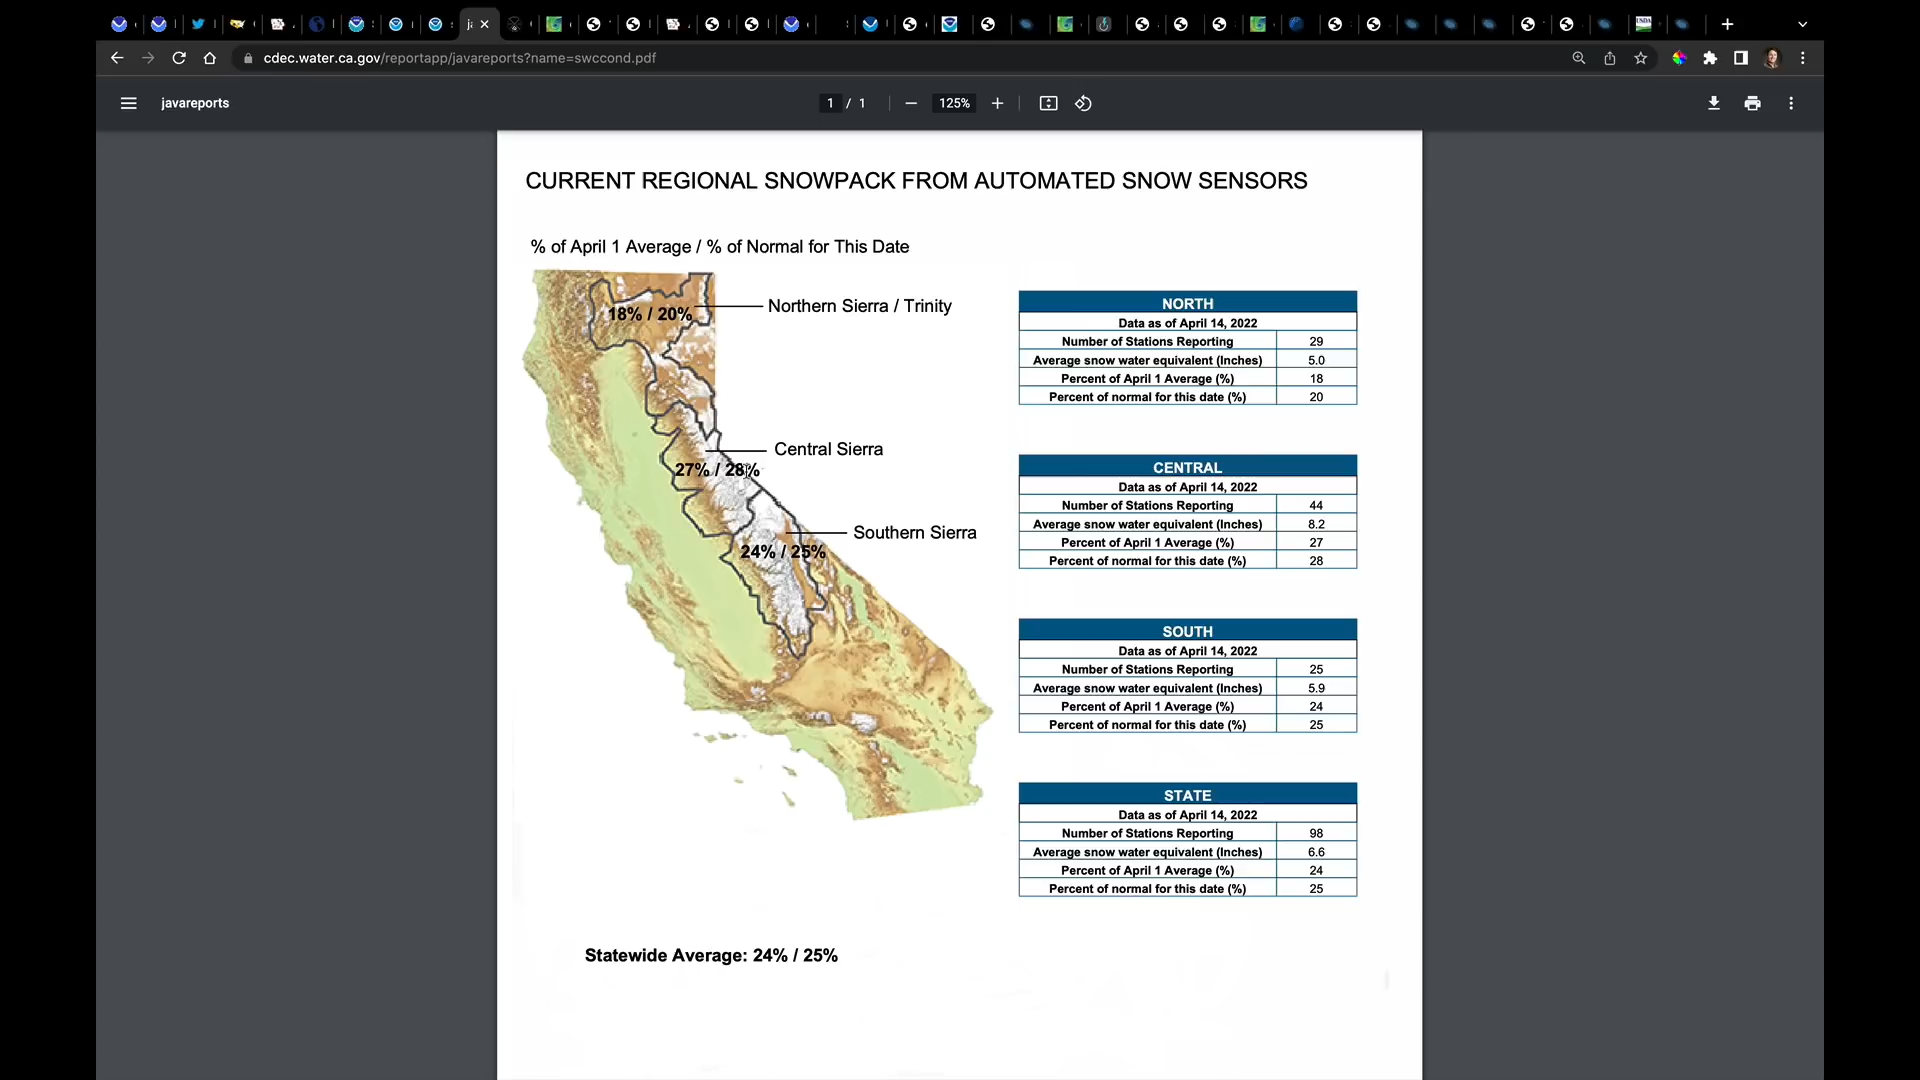 cdec.water.ca.gov/reportapp/javareports?name=swccond.pdf
javareports
1 / 1
125%
CURRENT REGIONAL SNOWPACK FROM AUTOMATED SNOW SENSORS
% of April 1 Average / % of Normal for This Date
18% / 20%
Northern Sierra / Trinity
Central Sierra
27% / 28%
Southern Sierra
24% / 25%
Statewide Average: 24% / 25%
NORTH
Data as of April 14, 2022
Number of Stations Reporting 29
Average snow water equivalent (Inches) 5.0
Percent of April 1 Average (%) 18
Percent of normal for this date (%) 20
CENTRAL
Data as of April 14, 2022
Number of Stations Reporting 44
Average snow water equivalent (Inches) 8.2
Percent of April 1 Average (%) 27
Percent of normal for this date (%) 28
SOUTH
Data as of April 14, 2022
Number of Stations Reporting 25
Average snow water equivalent (Inches) 5.9
Percent of April 1 Average (%) 24
Percent of normal for this date (%) 25
STATE
Data as of April 14, 2022
Number of Stations Reporting 98
Average snow water equivalent (Inches) 6.6
Percent of April 1 Average (%) 24
Percent of normal for this date (%) 25